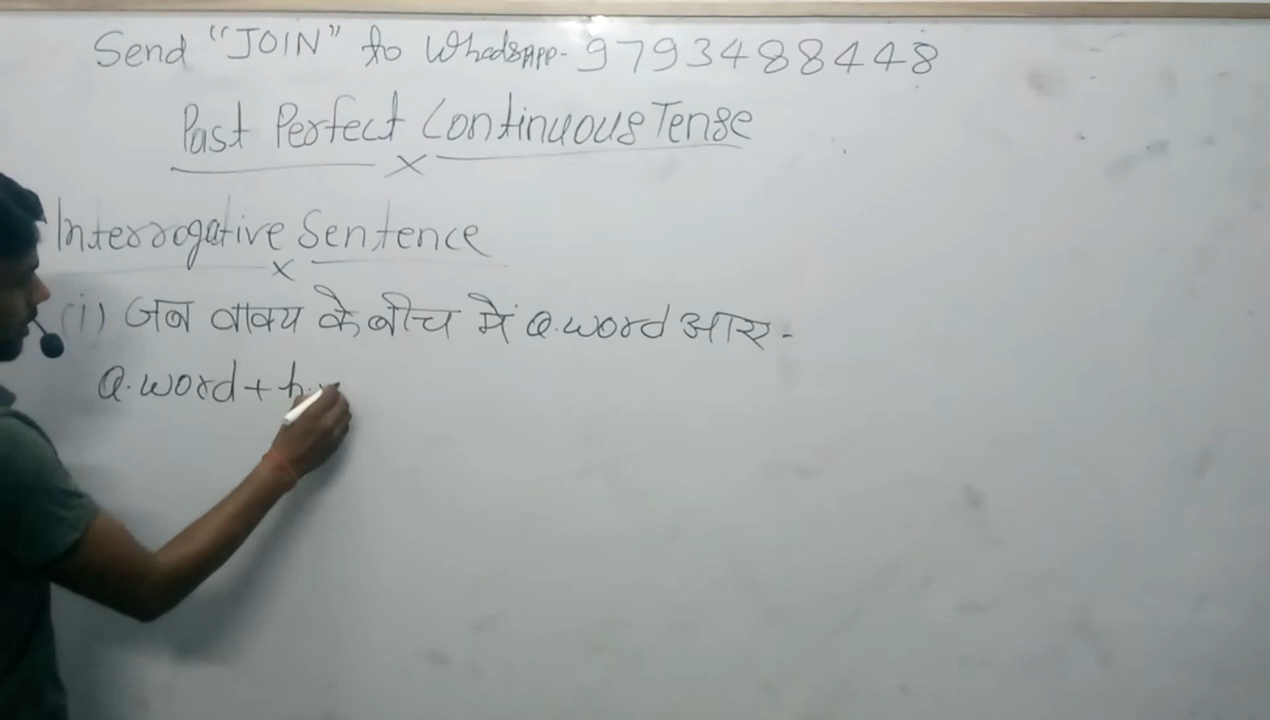 Send "JOIN" to WhatsApp- 9793488448
Past Perfect Continuous Tense
Interrogative Sentence
(i) जब वाक्य के बीच में Q.word आए-
Q.word + h